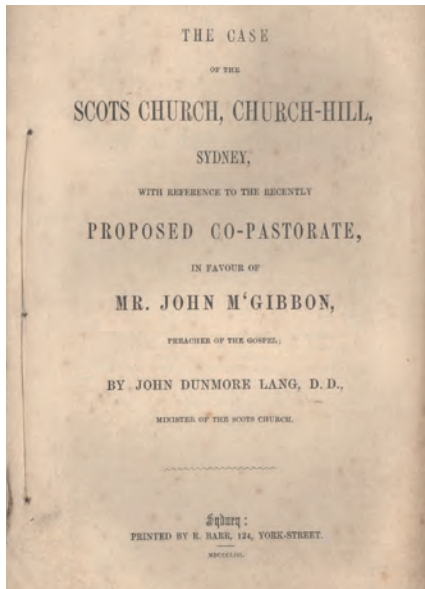 THE CASE
OF THE
SCOTS CHURCH, CHURCH-HILL,
SYDNEY,
WITH REFERENCE TO THE RECENTLY
PROPOSED CO-PASTORATE,
IN FAVOUR OF
MR. JOHN M‘GIBBON,
PREACHER OF THE GOSPEL;
BY JOHN DUNMORE LANG, D. D.,
MINISTER OF THE SCOTS CHURCH.
Sydney:
PRINTED BY R. BARR, 124, YORK-STREET.